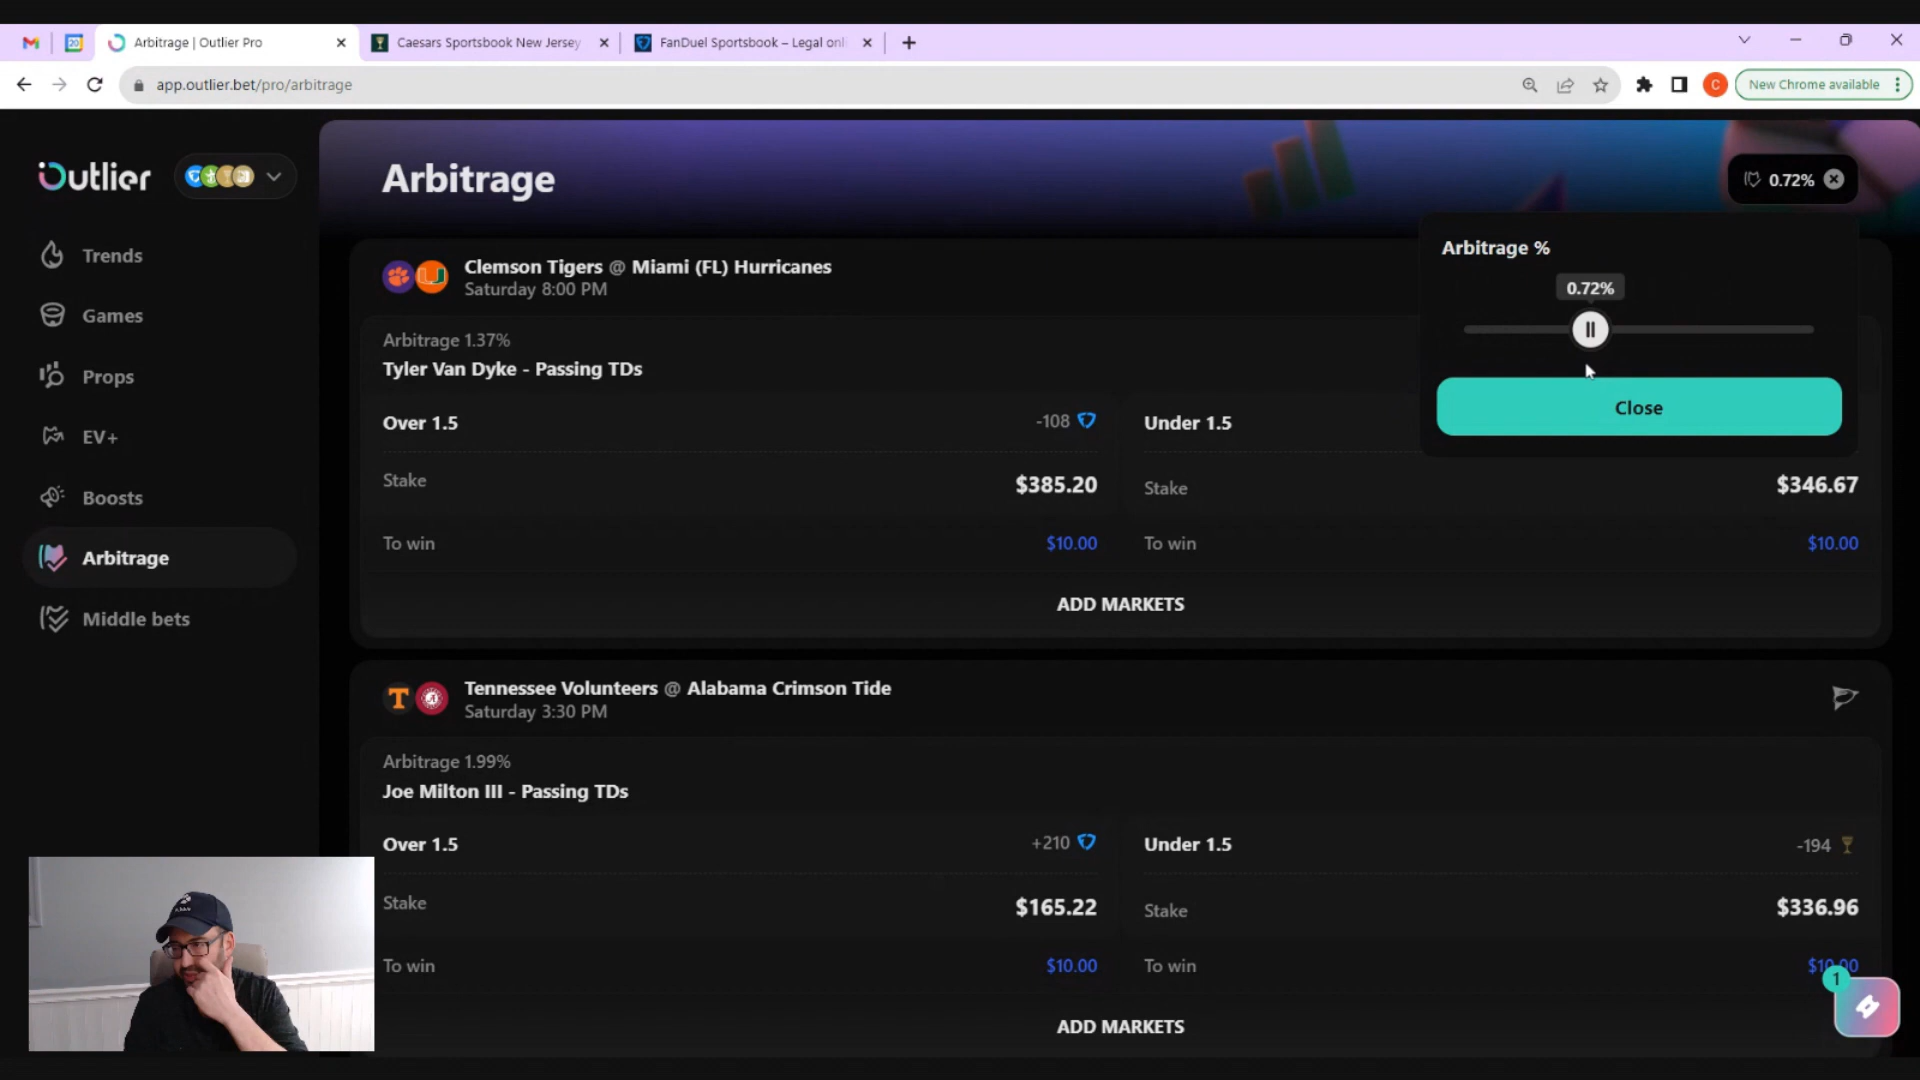 Arbitrage | Outlier Pro
Caesars Sportsbook New Jersey
FanDuel Sportsbook – Legal onl
app.outlier.bet/pro/arbitrage
C
New Chrome available
Outlier
Arbitrage
0.72%
Trends
Games
Props
EV+
Boosts
Arbitrage
Middle bets
Arbitrage %
0.72%
Close
Clemson Tigers @ Miami (FL) Hurricanes
Saturday 8:00 PM
Arbitrage 1.37%
Tyler Van Dyke - Passing TDs
Over 1.5 -108 Under 1.5
Stake $385.20 Stake $346.67
To win $10.00 To win $10.00
ADD MARKETS
Tennessee Volunteers @ Alabama Crimson Tide
Saturday 3:30 PM
Arbitrage 1.99%
Joe Milton III - Passing TDs
Over 1.5 +210 Under 1.5 -194
Stake $165.22 Stake $336.96
To win $10.00 To win $10.00
1
ADD MARKETS